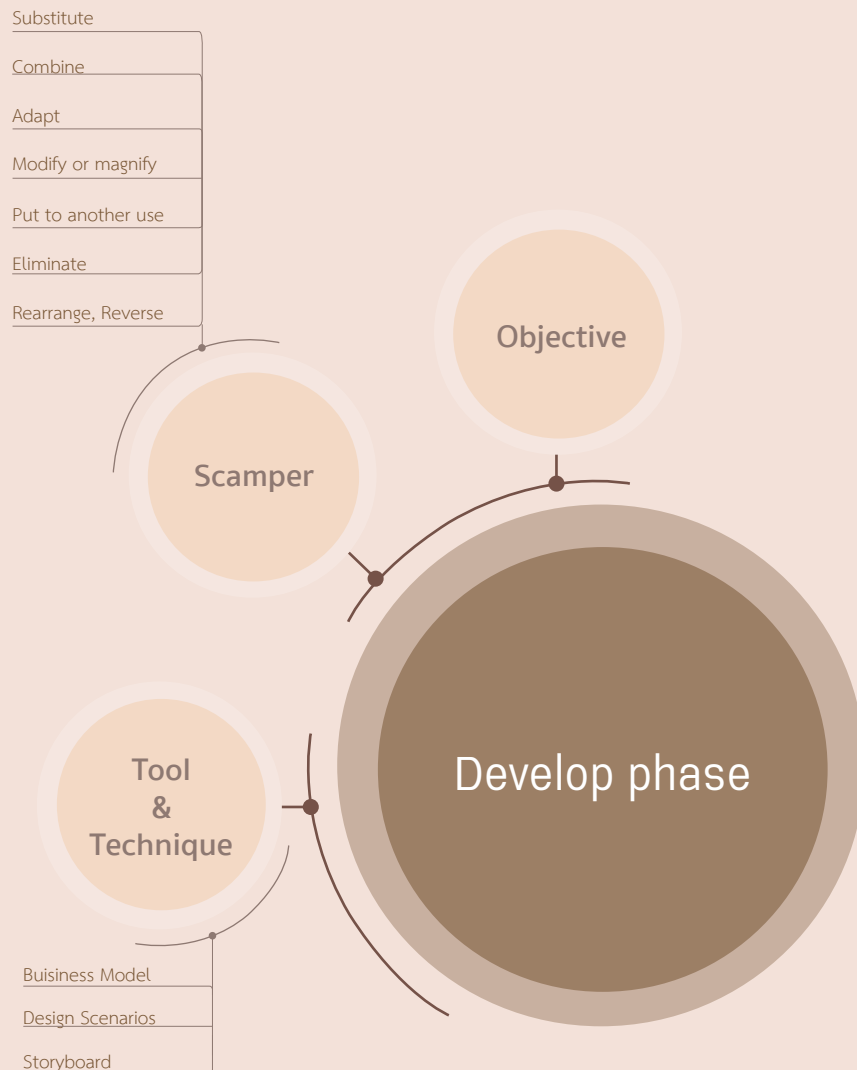 Substitute
Combine
Adapt
Modify or magnify
Put to another use
Eliminate
Rearrange, Reverse
Objective
Scamper
Develop phase
Tool
&
Technique
Buisiness Model
Design Scenarios
Storyboard